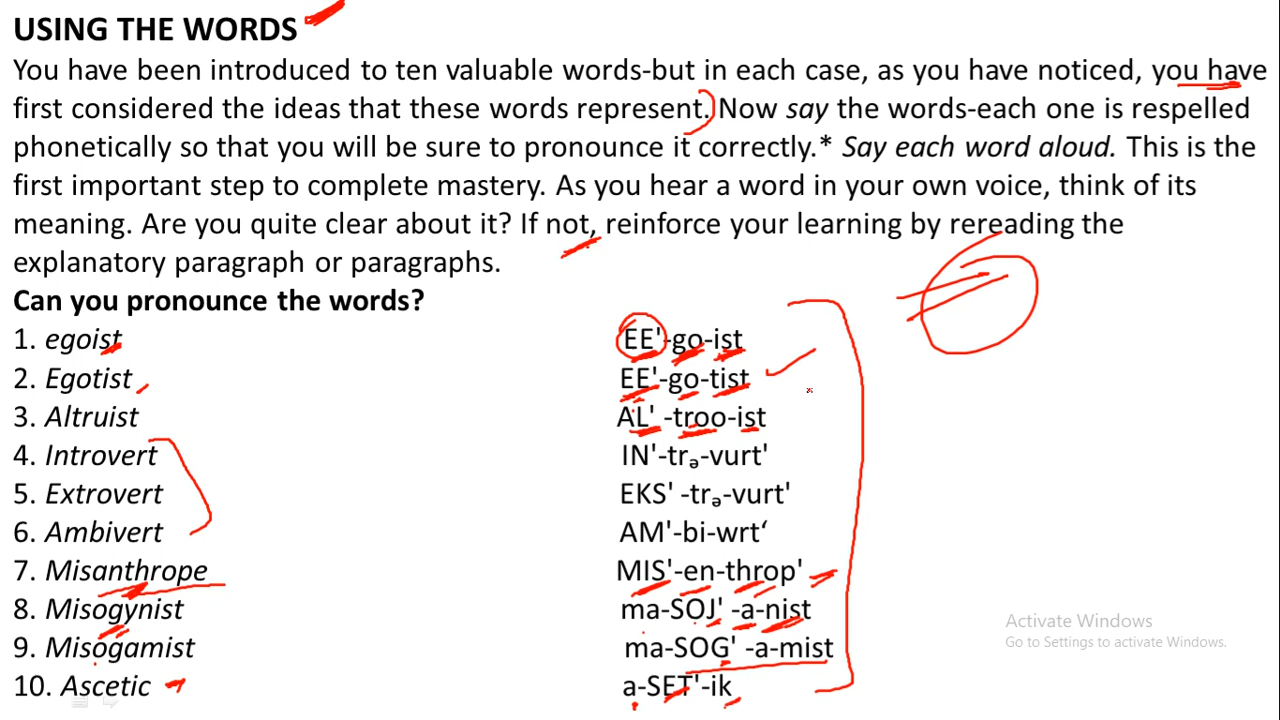 USING THE WORDS
You have been introduced to ten valuable words-but in each case, as you have noticed, you have
first considered the ideas that these words represent. Now say the words-each one is respelled
phonetically so that you will be sure to pronounce it correctly.* Say each word aloud. This is the
first important step to complete mastery. As you hear a word in your own voice, think of its
meaning. Are you quite clear about it? If not, reinforce your learning by rereading the
explanatory paragraph or paragraphs.
Can you pronounce the words?
1. egoist EE'-go-ist
2. Egotist EE'-go-tist
3. Altruist AL' -troo-ist
4. Introvert IN'-trₔ-vurt'
5. Extrovert EKS' -trₔ-vurt'
6. Ambivert AM'-bi-wrt‘
7. Misanthrope MIS'-en-throp'
8. Misogynist ma-SOJ' -a-nist
9. Misogamist ma-SOG' -a-mist
10. Ascetic a-SET'-ik
Activate Windows
Go to Settings to activate Windows.